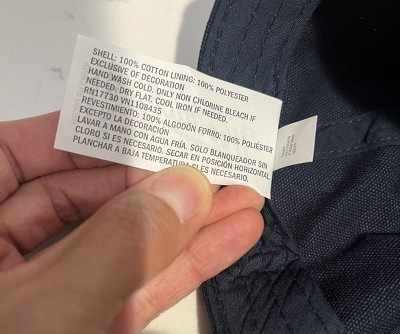 SHELL: 100% COTTON LINING: 100% POLYESTER
EXCLUSIVE OF DECORATION
HAND WASH COLD, ONLY NON CHLORINE BLEACH IF
NEEDED, DRY FLAT, COOL IRON IF NEEDED.
RN17730 VN1108435
REVESTIMIENTO: 100% ALGODÓN FORRO: 100% POLIÉSTER
EXCEPTO LA DECORACIÓN
LAVAR A MANO CON AGUA FRÍA, SOLO BLANQUEADOR SIN
CLORO SI ES NECESARIO. SECAR EN POSICIÓN HORIZONTAL
PLANCHAR A BAJA TEMPERATURA SI ES NECESARIO.